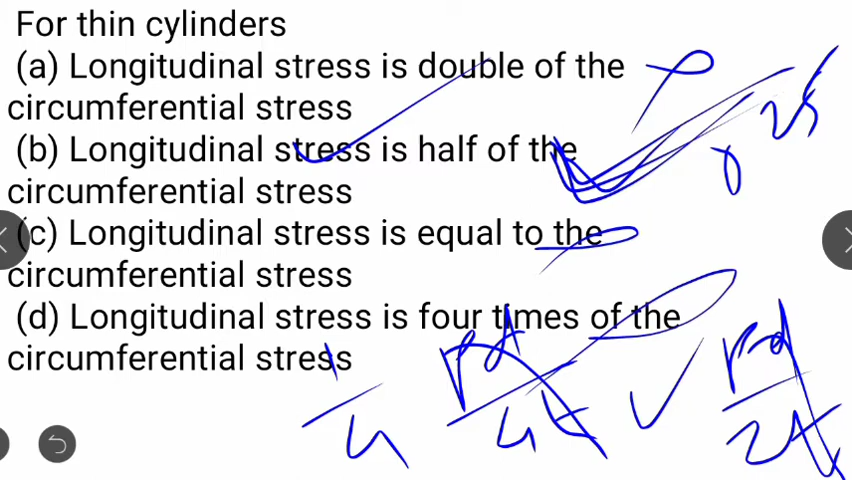 For thin cylinders
(a) Longitudinal stress is double of the
circumferential stress
(b) Longitudinal stress is half of the
circumferential stress
(c) Longitudinal stress is equal to the
circumferential stress
(d) Longitudinal stress is four times of the
circumferential stress
1/4 Pd/4t Pd/2t